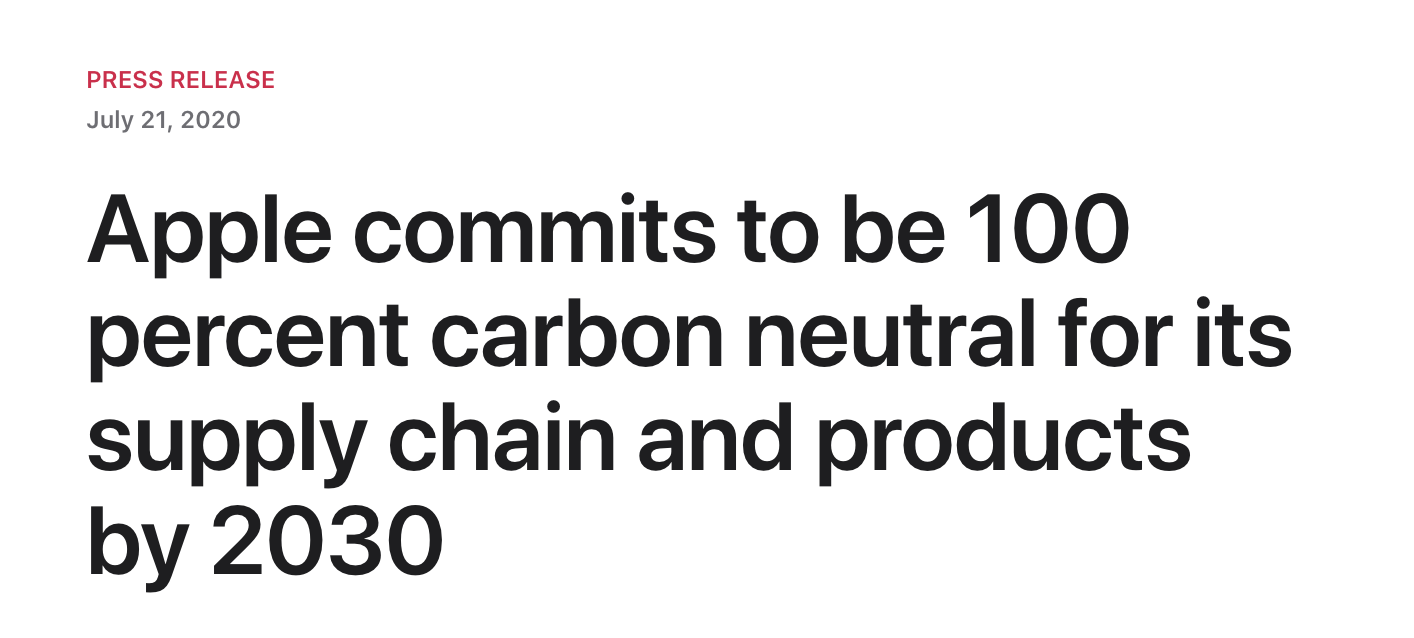 PRESS RELEASE
July 21, 2020
Apple commits to be 100
percent carbon neutral for its
supply chain and products
by 2030